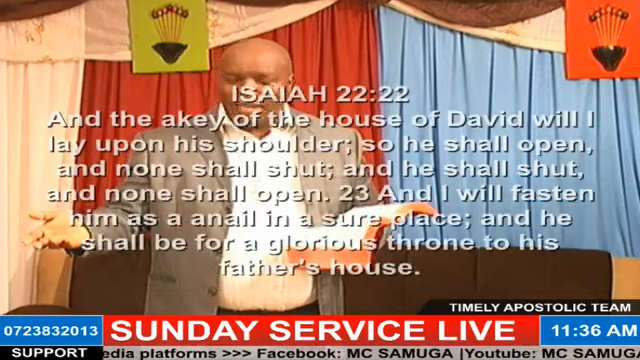 ISAIAH 22:22
And the akey of the house of David will I
lay upon his shoulder; so he shall open,
and none shall shut; and he shall shut,
and none shall open. 23 And I will fasten
him as a anail in a sure place; and he
shall be for a glorious throne to his
father's house.
TIMELY APOSTOLIC TEAM
0723832013 SUNDAY SERVICE LIVE 11:36 AM
SUPPORT edia platforms >>> Facebook: MC SAMUGA |Youtube: MC SAMUG